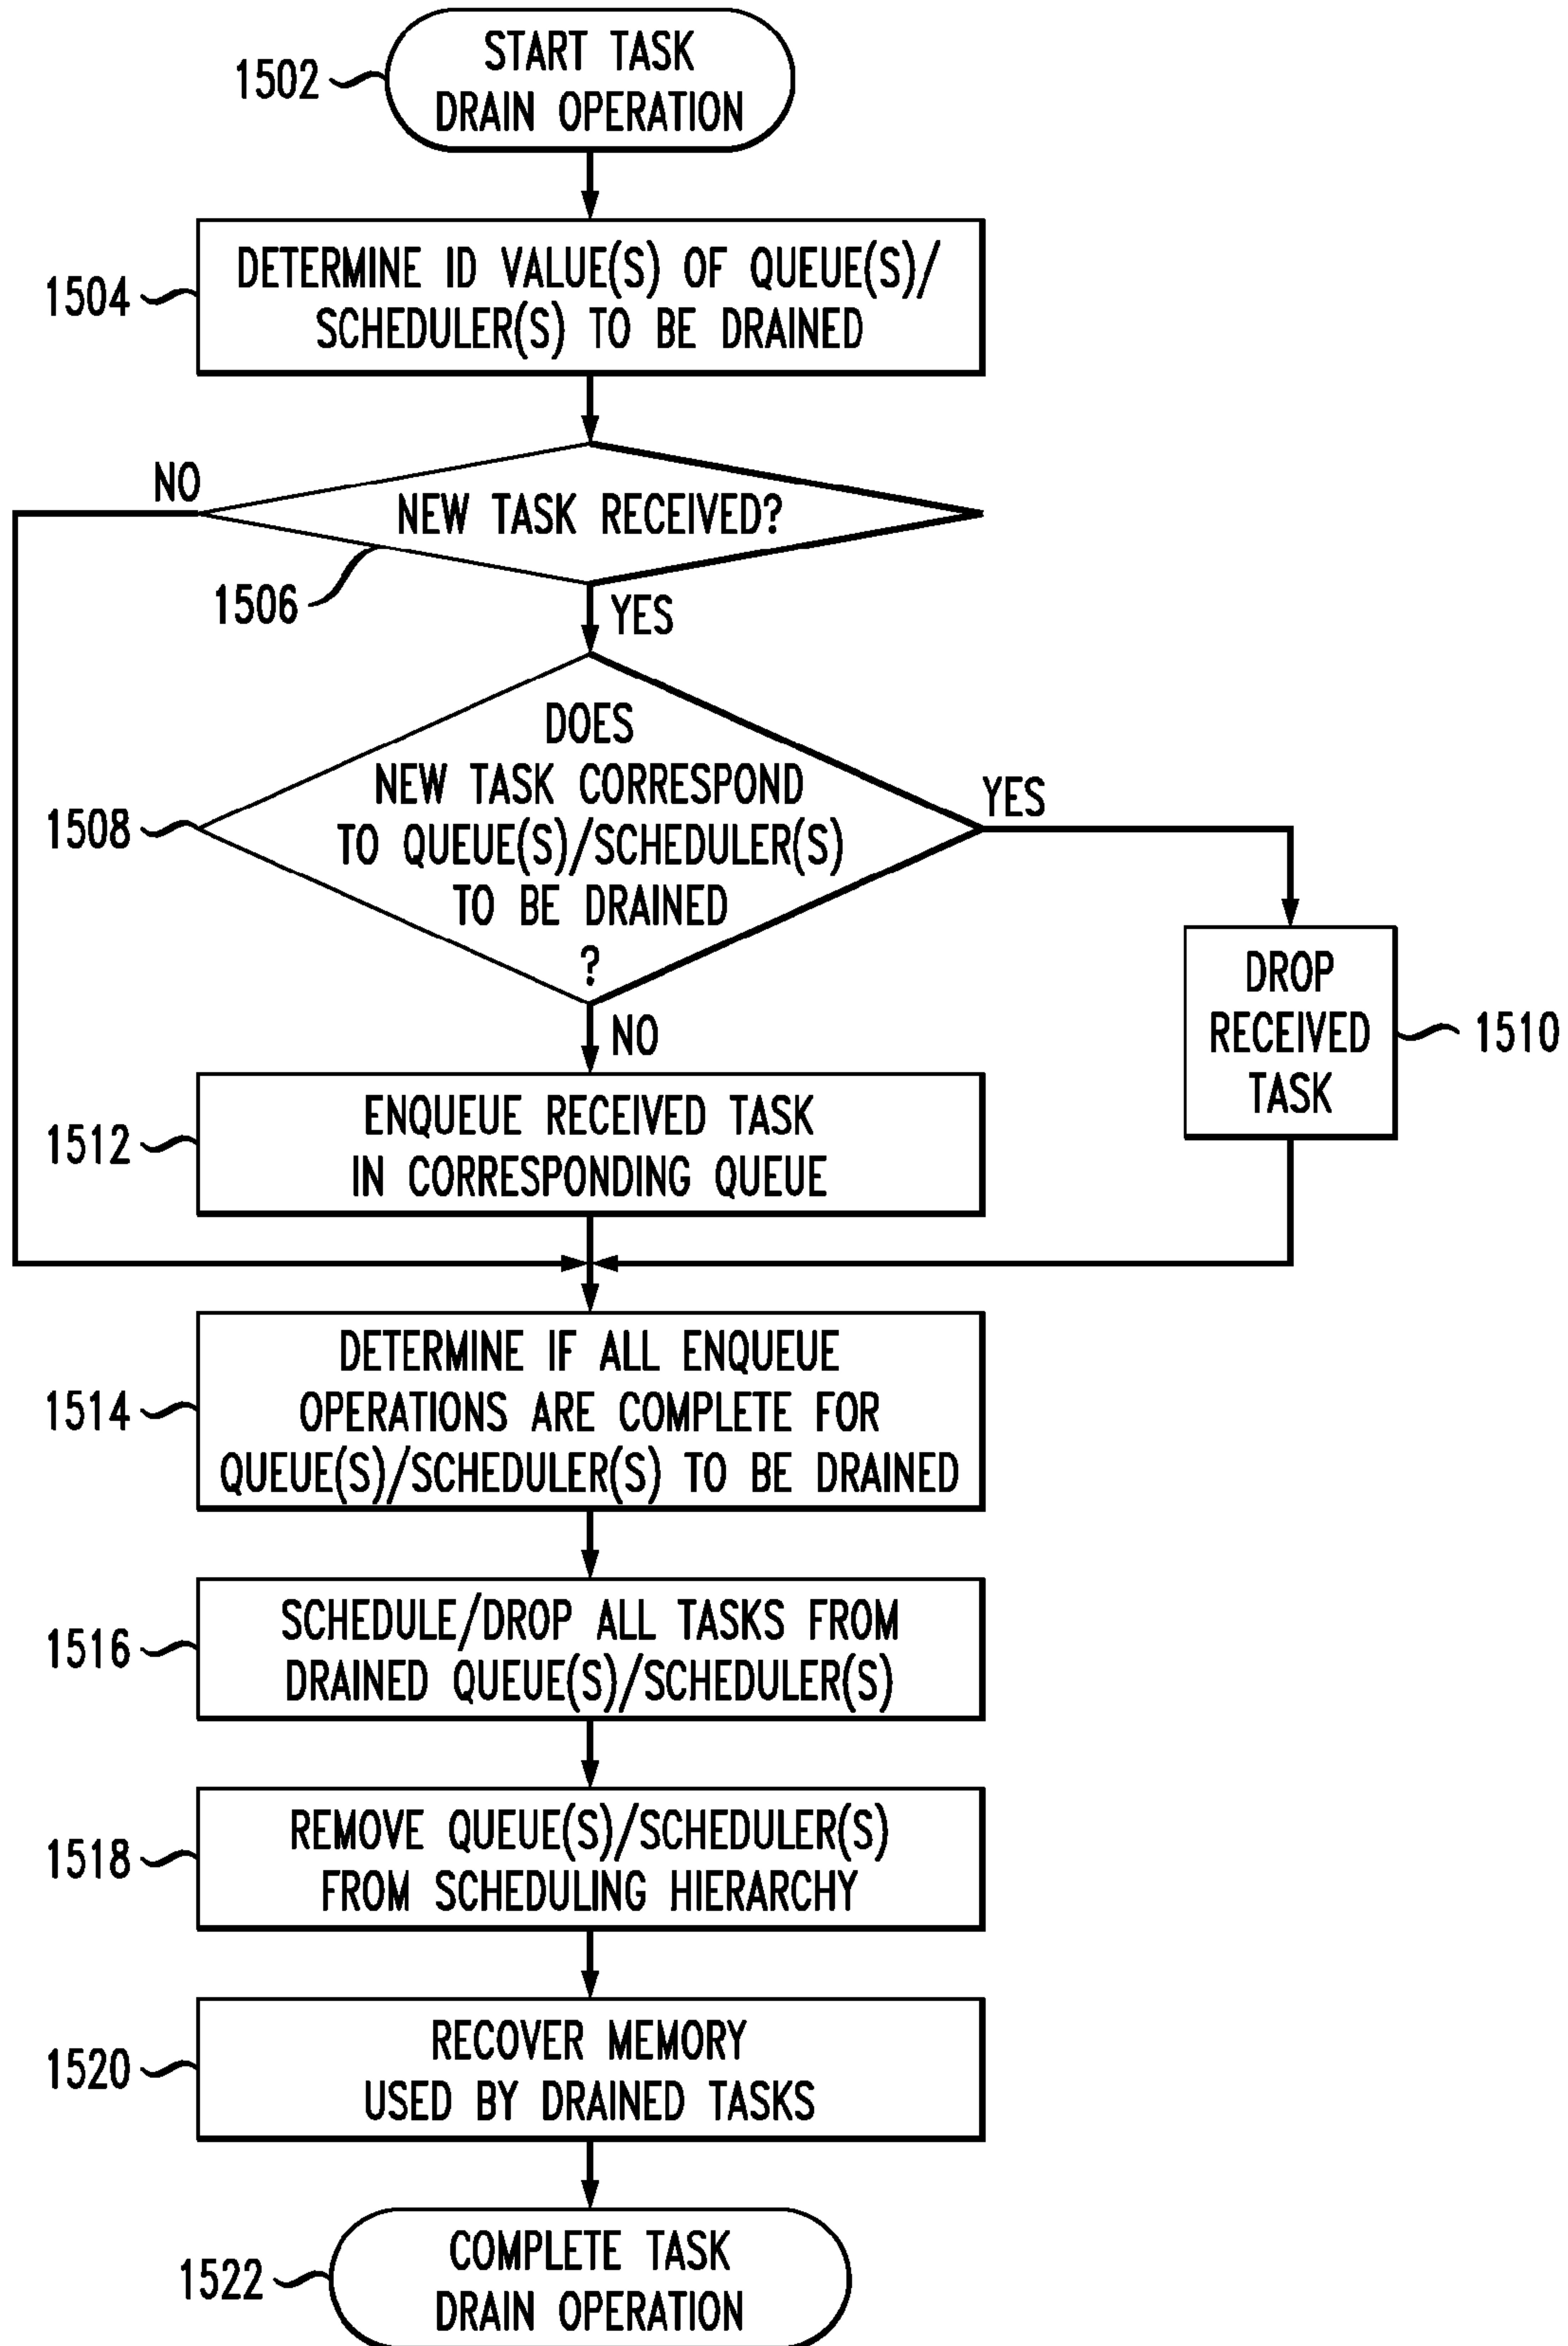 1502
START TASK
DRAIN OPERATION
1504
DETERMINE ID VALUE(S) OF QUEUE(S)/
SCHEDULER(S) TO BE DRAINED
NO
NEW TASK RECEIVED?
1506
YES
1508
DOES
NEW TASK CORRESPOND
TO QUEUE(S)/SCHEDULER(S)
TO BE DRAINED
?
YES
DROP
RECEIVED
TASK
1510
NO
1512
ENQUEUE RECEIVED TASK
IN CORRESPONDING QUEUE
1514
DETERMINE IF ALL ENQUEUE
OPERATIONS ARE COMPLETE FOR
QUEUE(S)/SCHEDULER(S) TO BE DRAINED
1516
SCHEDULE/DROP ALL TASKS FROM
DRAINED QUEUE(S)/SCHEDULER(S)
1518
REMOVE QUEUE(S)/SCHEDULER(S)
FROM SCHEDULING HIERARCHY
1520
RECOVER MEMORY
USED BY DRAINED TASKS
1522
COMPLETE TASK
DRAIN OPERATION